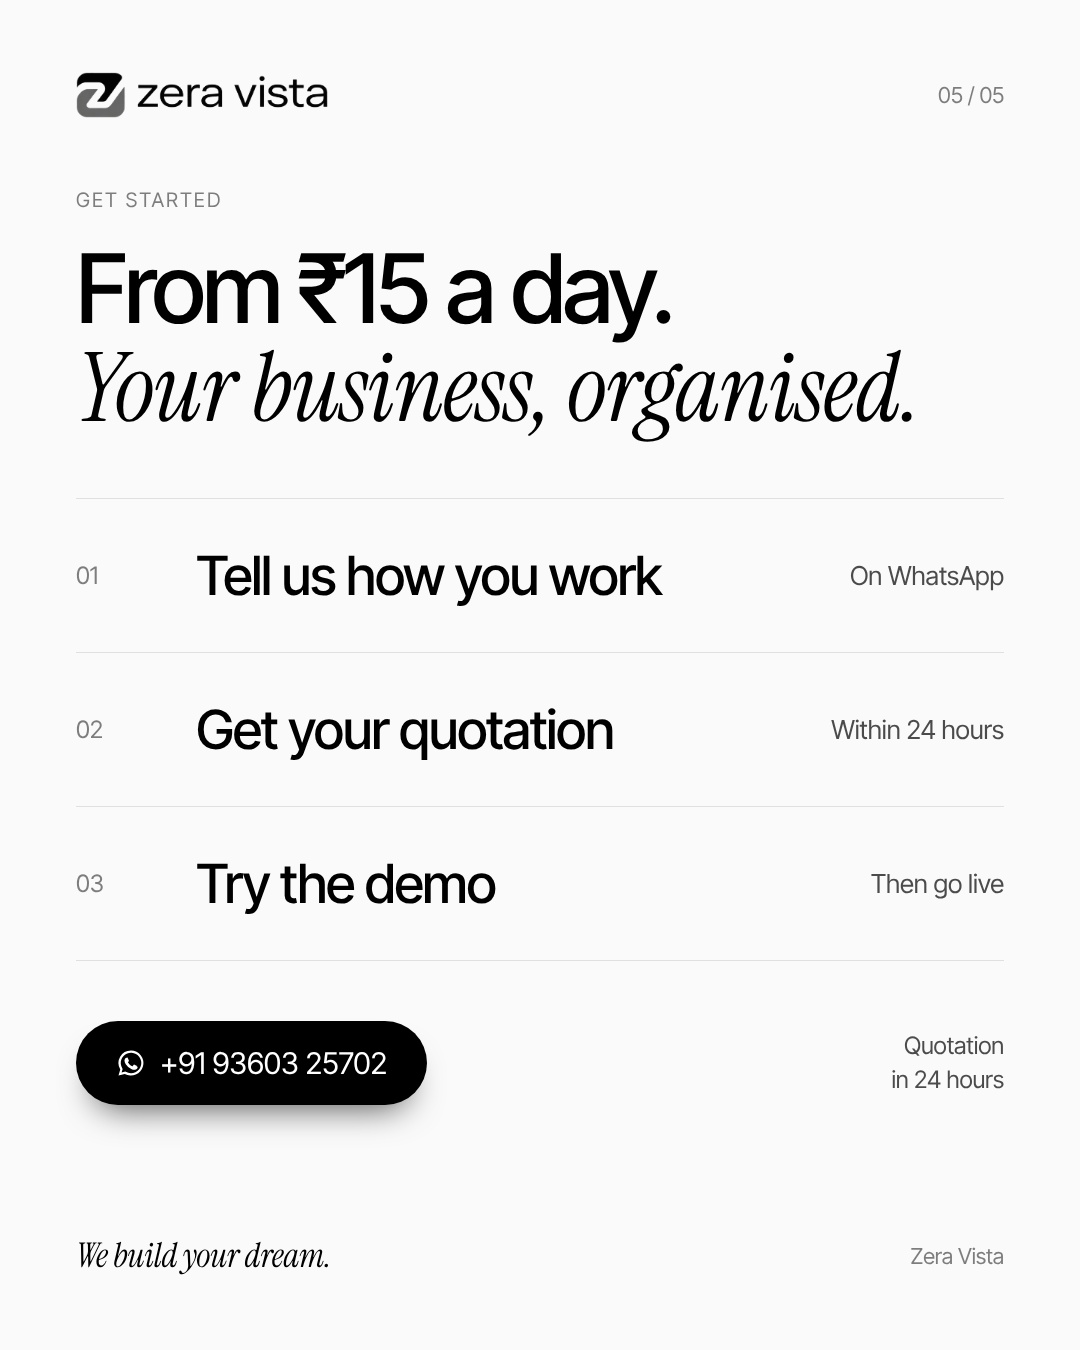 zera vista
05 / 05
GET STARTED
From ₹15 a day.
Your business, organised.
01
Tell us how you work
On WhatsApp
02
Get your quotation
Within 24 hours
03
Try the demo
Then go live
+91 93603 25702
Quotation
in 24 hours
We build your dream.
Zera Vista